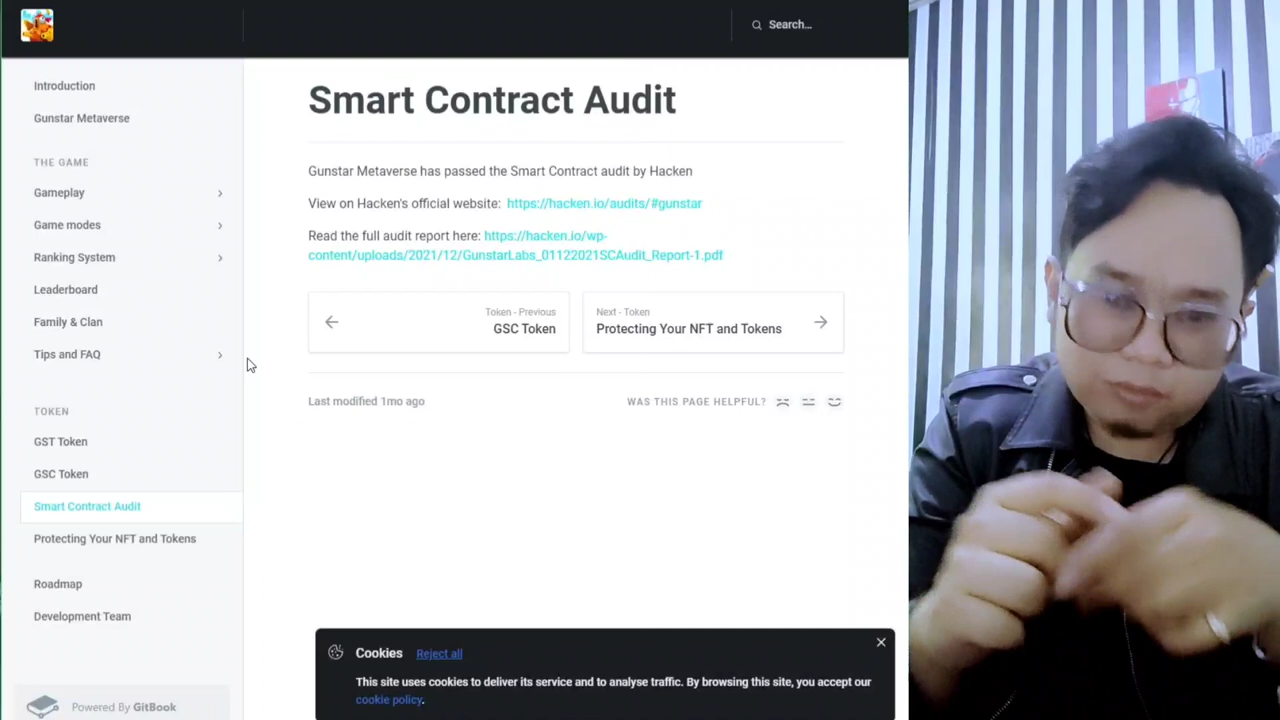 Search…
Introduction
Gunstar Metaverse
THE GAME
Gameplay
Game modes
Ranking System
Leaderboard
Family & Clan
Tips and FAQ
TOKEN
GST Token
GSC Token
Smart Contract Audit
Protecting Your NFT and Tokens
Roadmap
Development Team
Powered By GitBook
Smart Contract Audit
Gunstar Metaverse has passed the Smart Contract audit by Hacken
View on Hacken's official website: https://hacken.io/audits/#gunstar
Read the full audit report here: https://hacken.io/wp-
content/uploads/2021/12/GunstarLabs_01122021SCAudit_Report-1.pdf
Token - Previous
GSC Token
Next - Token
Protecting Your NFT and Tokens
Last modified 1mo ago
WAS THIS PAGE HELPFUL?
Cookies Reject all
This site uses cookies to deliver its service and to analyse traffic. By browsing this site, you accept our
cookie policy.